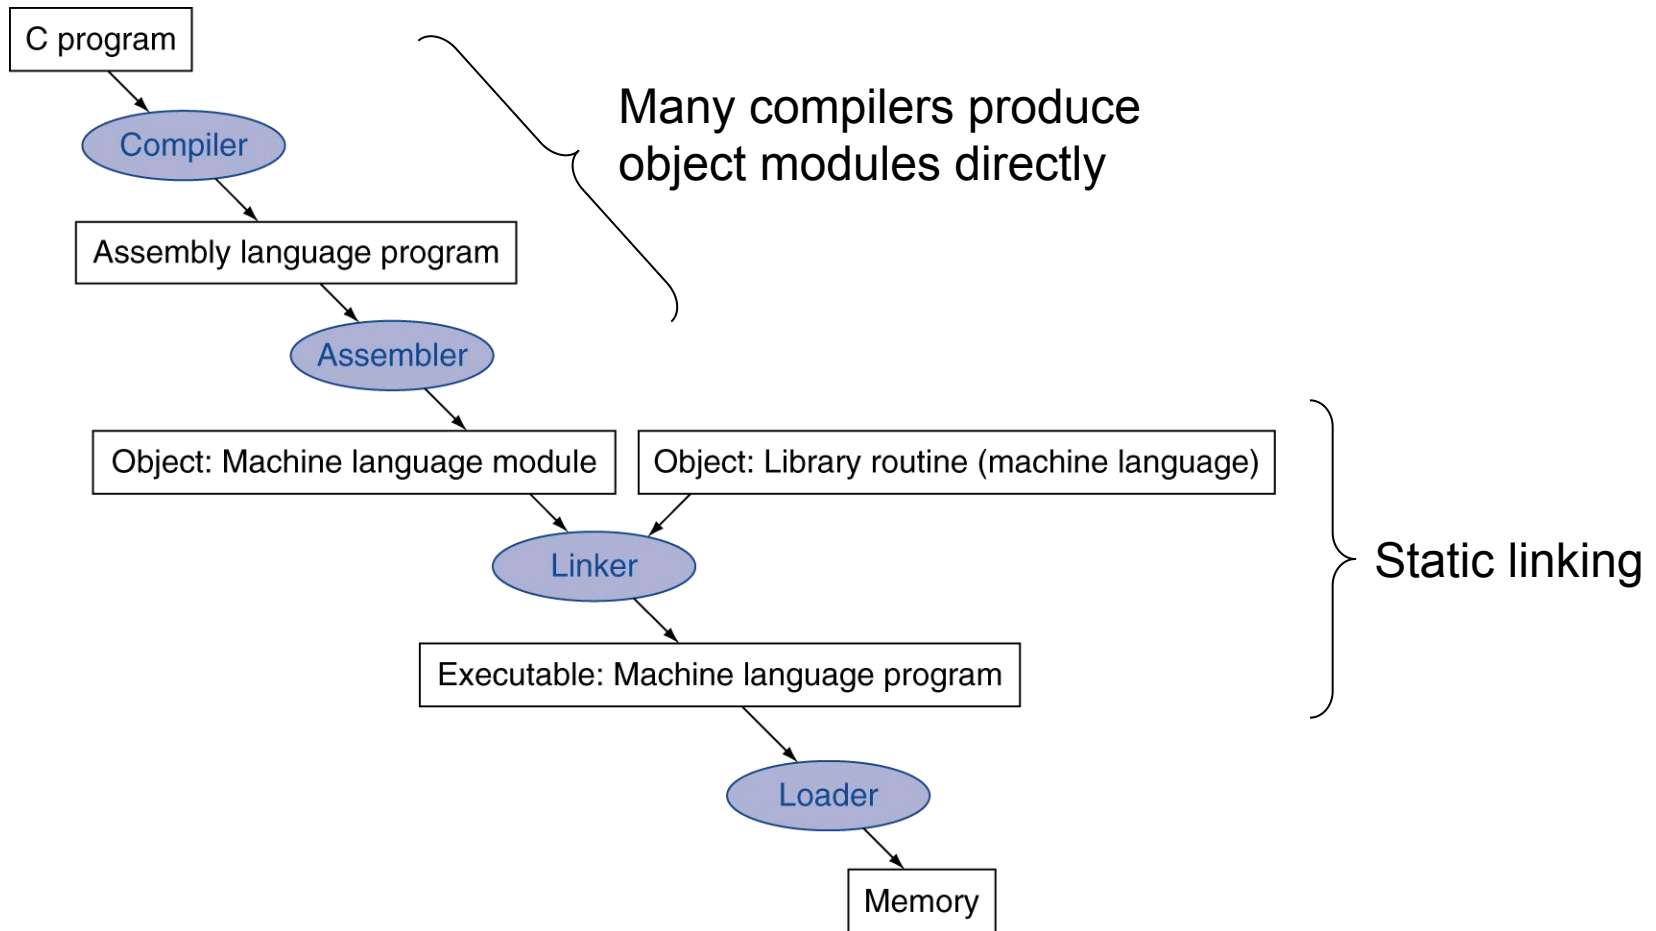 C program
Many compilers produce
object modules directly
Compiler
Assembly language program
Assembler
Object: Machine language module
Object: Library routine (machine language)
Linker
Static linking
Executable: Machine language program
Loader
Memory